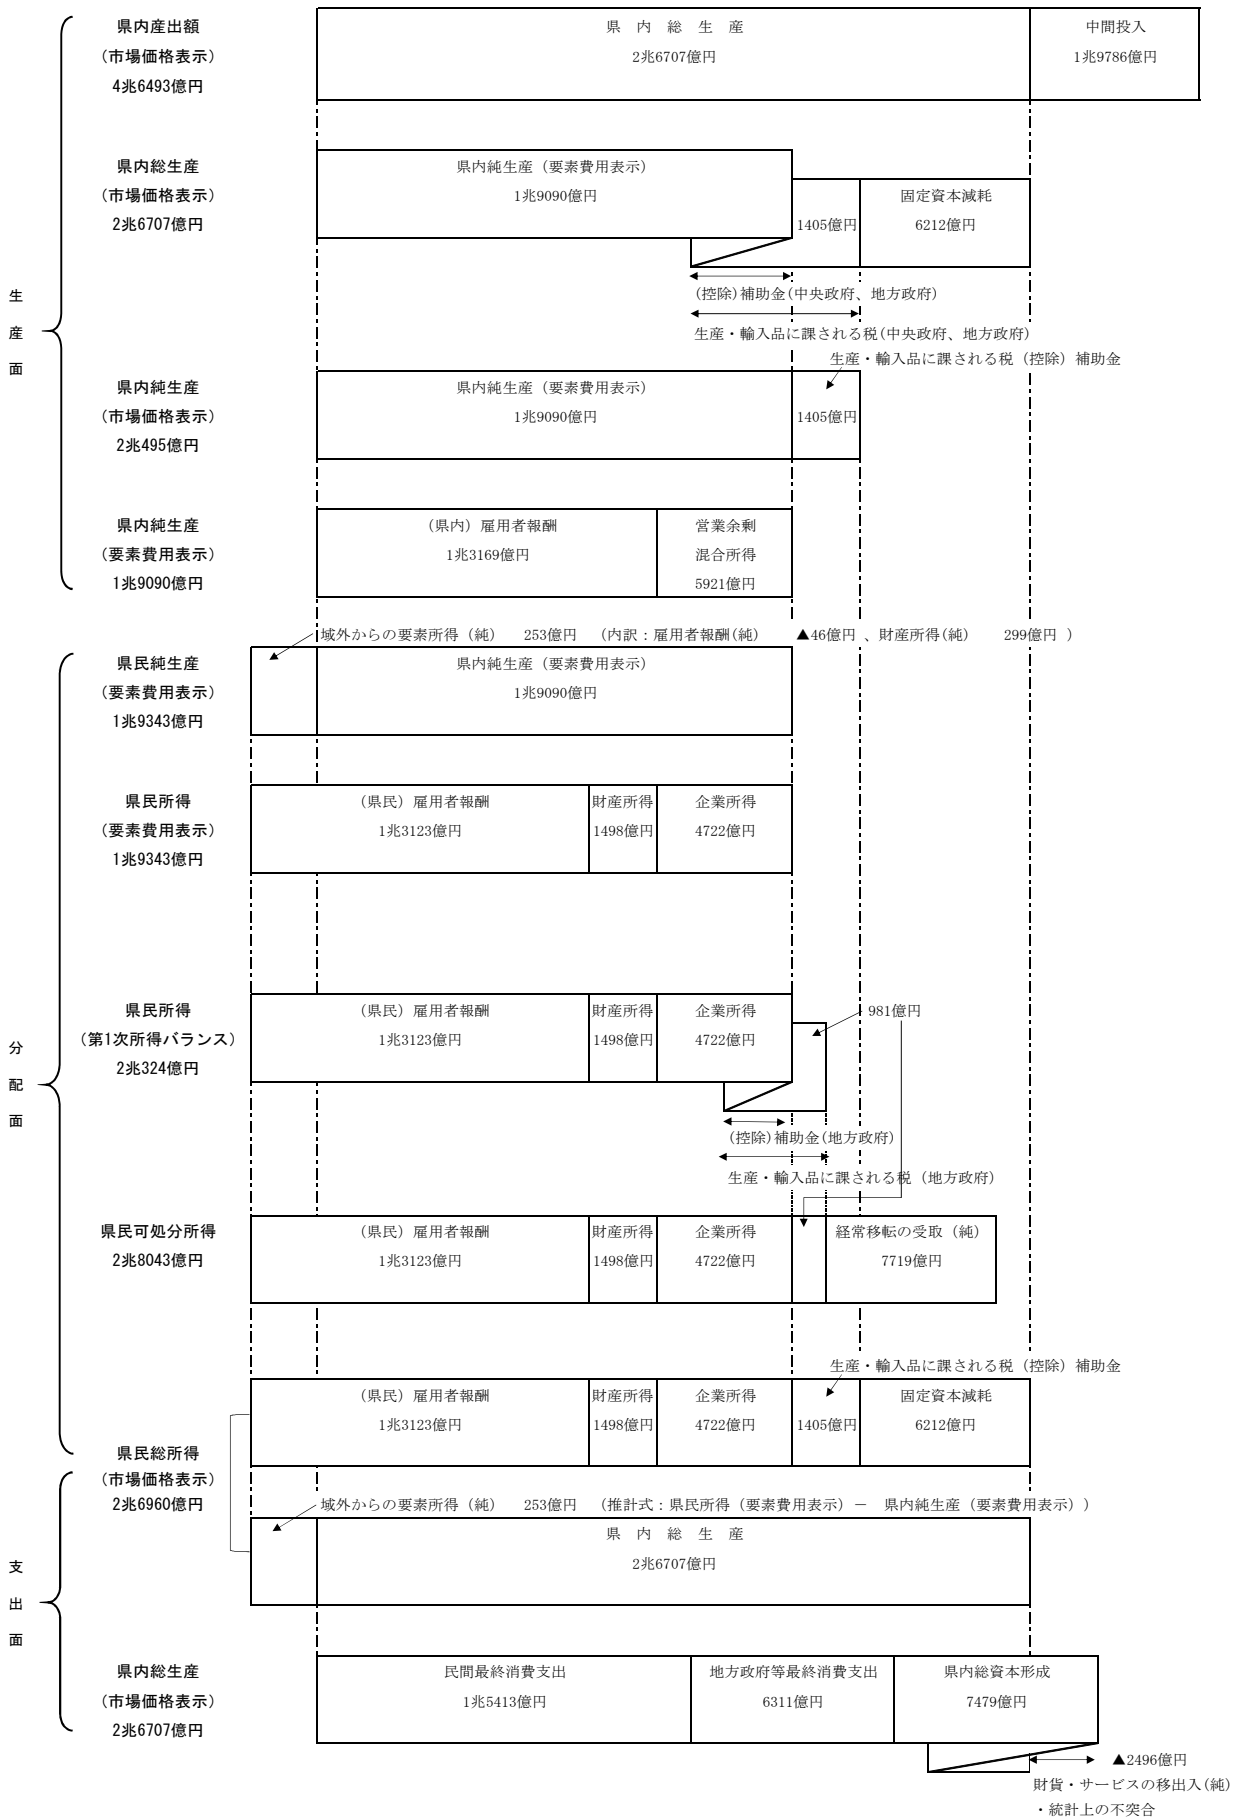 生産面
県内産出額
(市場価格表示)
4兆6493億円
県　内　総　生　産
2兆6707億円
中間投入
1兆9786億円
県内総生産
(市場価格表示)
2兆6707億円
県内純生産（要素費用表示）
1兆9090億円
1405億円
固定資本減耗
6212億円
(控除)補助金(中央政府、地方政府)
生産・輸入品に課される税(中央政府、地方政府)
生産・輸入品に課される税（控除）補助金
県内純生産
(市場価格表示)
2兆495億円
県内純生産（要素費用表示）
1兆9090億円
1405億円
県内純生産
(要素費用表示)
1兆9090億円
（県内）雇用者報酬
1兆3169億円
営業余剰
混合所得
5921億円
分配面
域外からの要素所得（純）　253億円　（内訳：雇用者報酬(純)　▲46億円 、財産所得(純)　299億円 ）
県民純生産
(要素費用表示)
1兆9343億円
県内純生産（要素費用表示）
1兆9090億円
県民所得
(要素費用表示)
1兆9343億円
（県民）雇用者報酬
1兆3123億円
財産所得
1498億円
企業所得
4722億円
県民所得
(第1次所得バランス)
2兆324億円
（県民）雇用者報酬
1兆3123億円
財産所得
1498億円
企業所得
4722億円
981億円
(控除)補助金(地方政府)
生産・輸入品に課される税（地方政府）
県民可処分所得
2兆8043億円
（県民）雇用者報酬
1兆3123億円
財産所得
1498億円
企業所得
4722億円
経常移転の受取（純）
7719億円
生産・輸入品に課される税（控除）補助金
（県民）雇用者報酬
1兆3123億円
財産所得
1498億円
企業所得
4722億円
1405億円
固定資本減耗
6212億円
県民総所得
(市場価格表示)
2兆6960億円
支出面
域外からの要素所得（純）　253億円　（推計式：県民所得（要素費用表示）－　県内純生産（要素費用表示））
県　内　総　生　産
2兆6707億円
県内総生産
(市場価格表示)
2兆6707億円
民間最終消費支出
1兆5413億円
地方政府等最終消費支出
6311億円
県内総資本形成
7479億円
▲2496億円
財貨・サービスの移出入(純)
・統計上の不突合